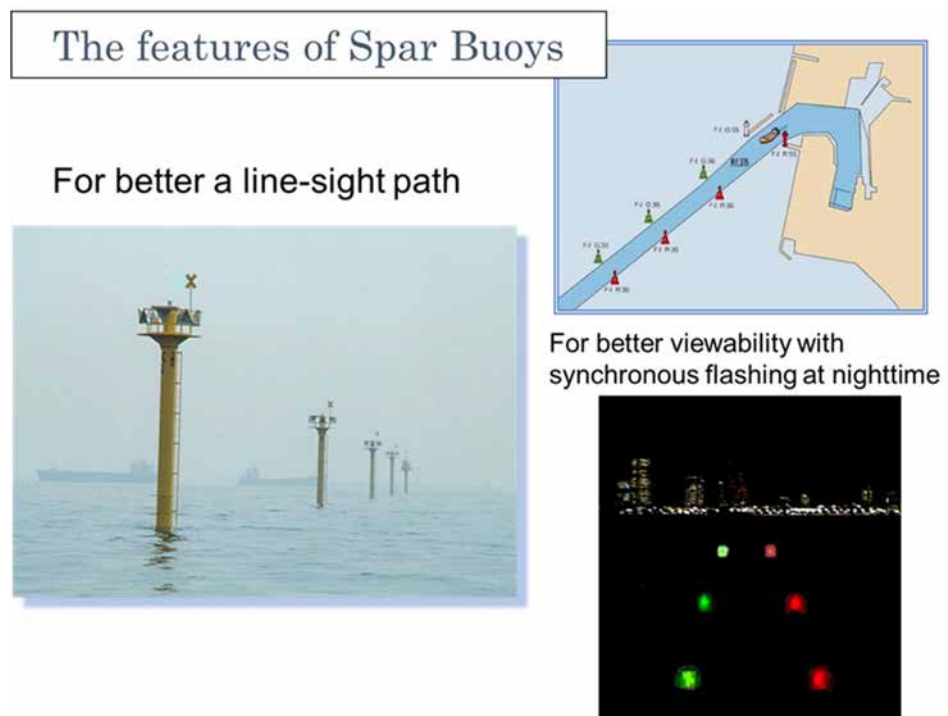 The features of Spar Buoys
For better a line-sight path
For better viewability with
synchronous flashing at nighttime